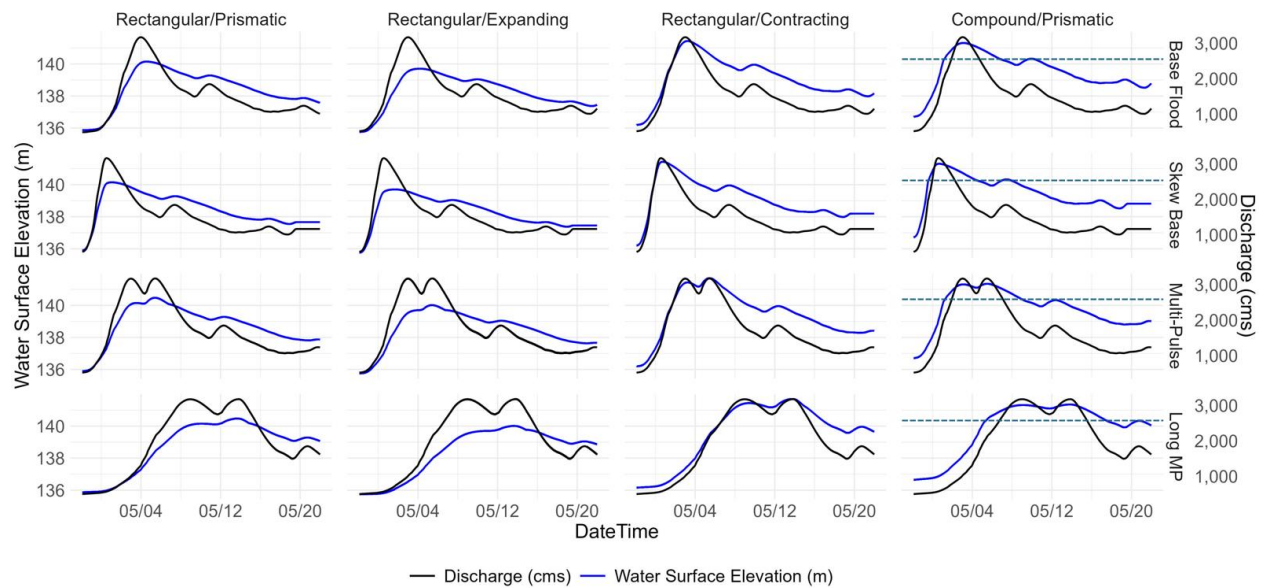 Rectangular/Prismatic Rectangular/Expanding Rectangular/Contracting Compound/Prismatic
Water Surface Elevation (m)
140
138
136
Base Flood
3,000
2,000
1,000
140
138
136
Skew Base
3,000
2,000
1,000
140
138
136
Multi-Pulse
3,000
2,000
1,000
140
138
136
Long MP
3,000
2,000
1,000
Discharge (cms)
05/04 05/12 05/20 05/04 05/12 05/20 05/04 05/12 05/20 05/04 05/12 05/20
DateTime
Discharge (cms) Water Surface Elevation (m)